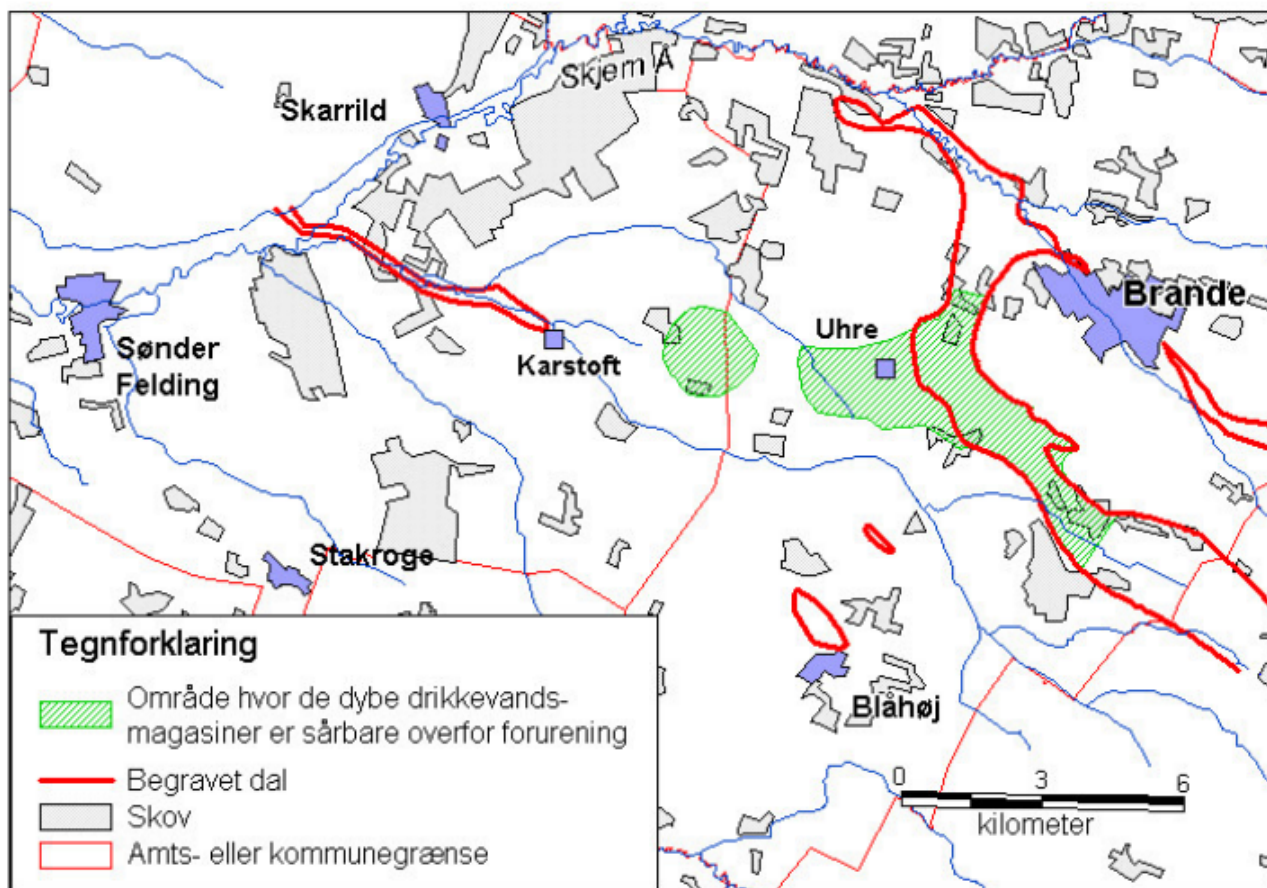 Skjern Å
Skarrild
Brande
Uhre
Sønder
Felding
Karstoft
Stakroge
Tegnforklaring
Område hvor de dybe drikkevands-
magasiner er sårbare overfor forurening
Begravet dal
Skov
Amts- eller kommunegrænse
Blåhøj
0 3 6
kilometer